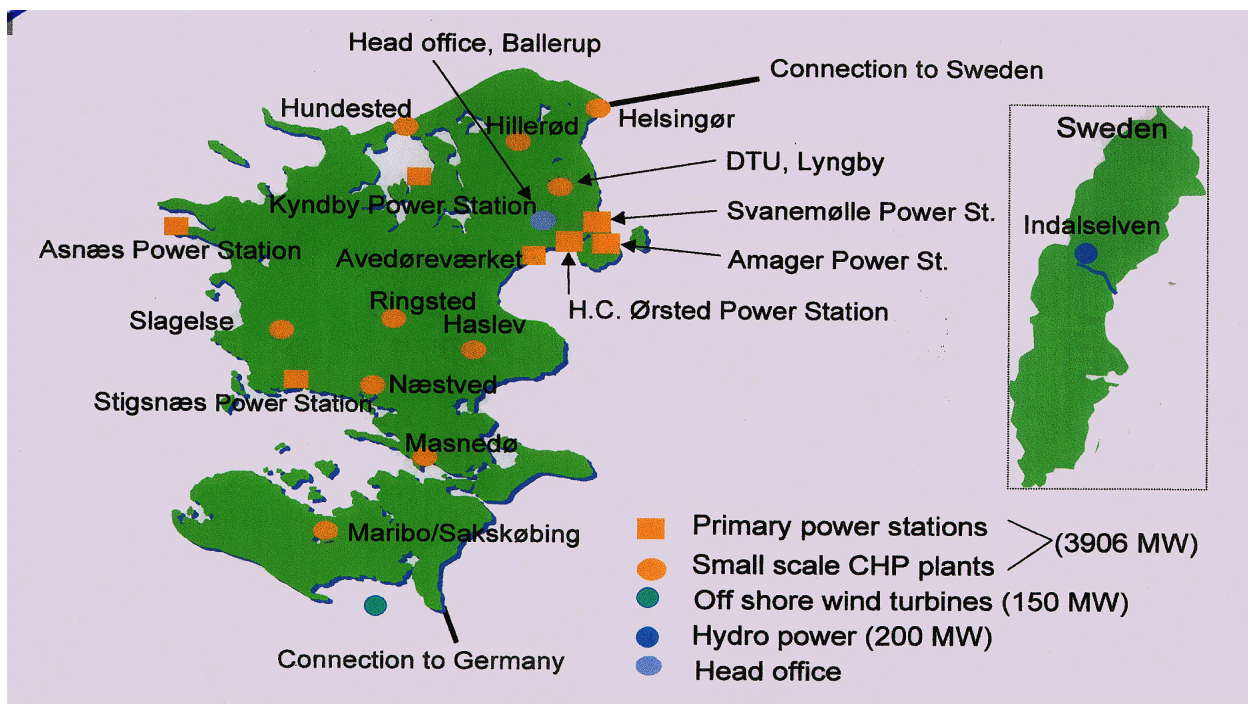 Head office, Ballerup
Connection to Sweden
Hundested
Hillerød
Helsingør
DTU, Lyngby
Kyndby Power Station
Svanemølle Power St.
Asnæs Power Station
Avedøreværket
Amager Power St.
H.C. Ørsted Power Station
Ringsted
Slagelse
Haslev
Næstved
Stigsnæs Power Station
Masnedø
Maribo/Sakskøbing
Connection to Germany
Sweden
Indalselven
Primary power stations
(3906 MW)
Small scale CHP plants
Off shore wind turbines (150 MW)
Hydro power (200 MW)
Head office